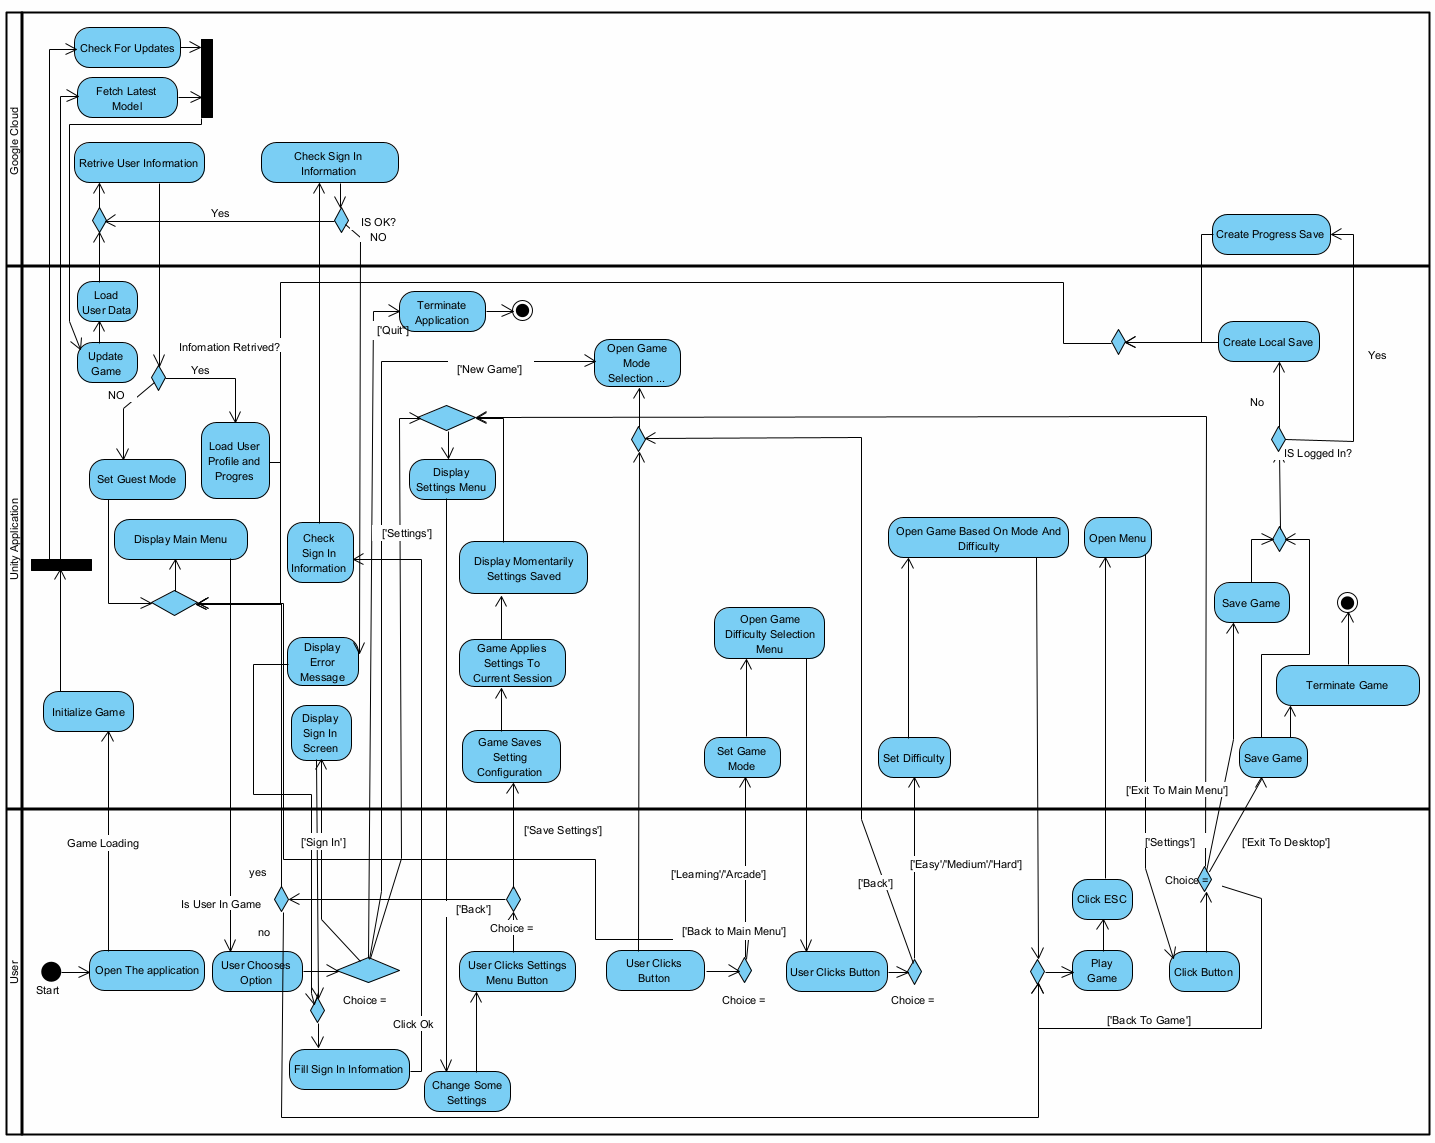 Google Cloud
Check For Updates
Fetch Latest
Model
Retrive User Information
Check Sign In
Information
Yes
IS OK?
NO
Create Progress Save
Unity Application
Load
User Data
Update
Game
Infomation Retrived?
Yes
NO
Terminate
Application
['Quit']
['New Game']
Open Game
Mode
Selection ...
Create Local Save
Yes
No
IS Logged In?
Load User
Profile and
Progres
Set Guest Mode
Display Main Menu
Display
Settings Menu
['Settings']
Check
Sign In
Information
Display Momentarily
Settings Saved
Open Game Based On Mode And
Difficulty
Open Menu
Save Game
Display
Error
Message
Game Applies
Settings To
Current Session
Open Game
Difficulty Selection
Menu
Terminate Game
Initialize Game
Display
Sign In
Screen
Game Saves
Setting
Configuration
Set Game
Mode
Set Difficulty
Save Game
['Exit To Main Menu']
User
Game Loading
['Sign In']
['Save Settings']
['Settings']
['Exit To Desktop']
yes
['Learning'/'Arcade']
['Back']
['Easy'/'Medium'/'Hard']
Choice =
Is User In Game
['Back']
Click ESC
no
Choice =
['Back to Main Menu']
Start
Open The application
User Chooses
Option
Choice =
User Clicks Settings
Menu Button
User Clicks
Button
Choice =
User Clicks Button
Choice =
Play
Game
Click Button
Click Ok
['Back To Game']
Fill Sign In Information
Change Some
Settings